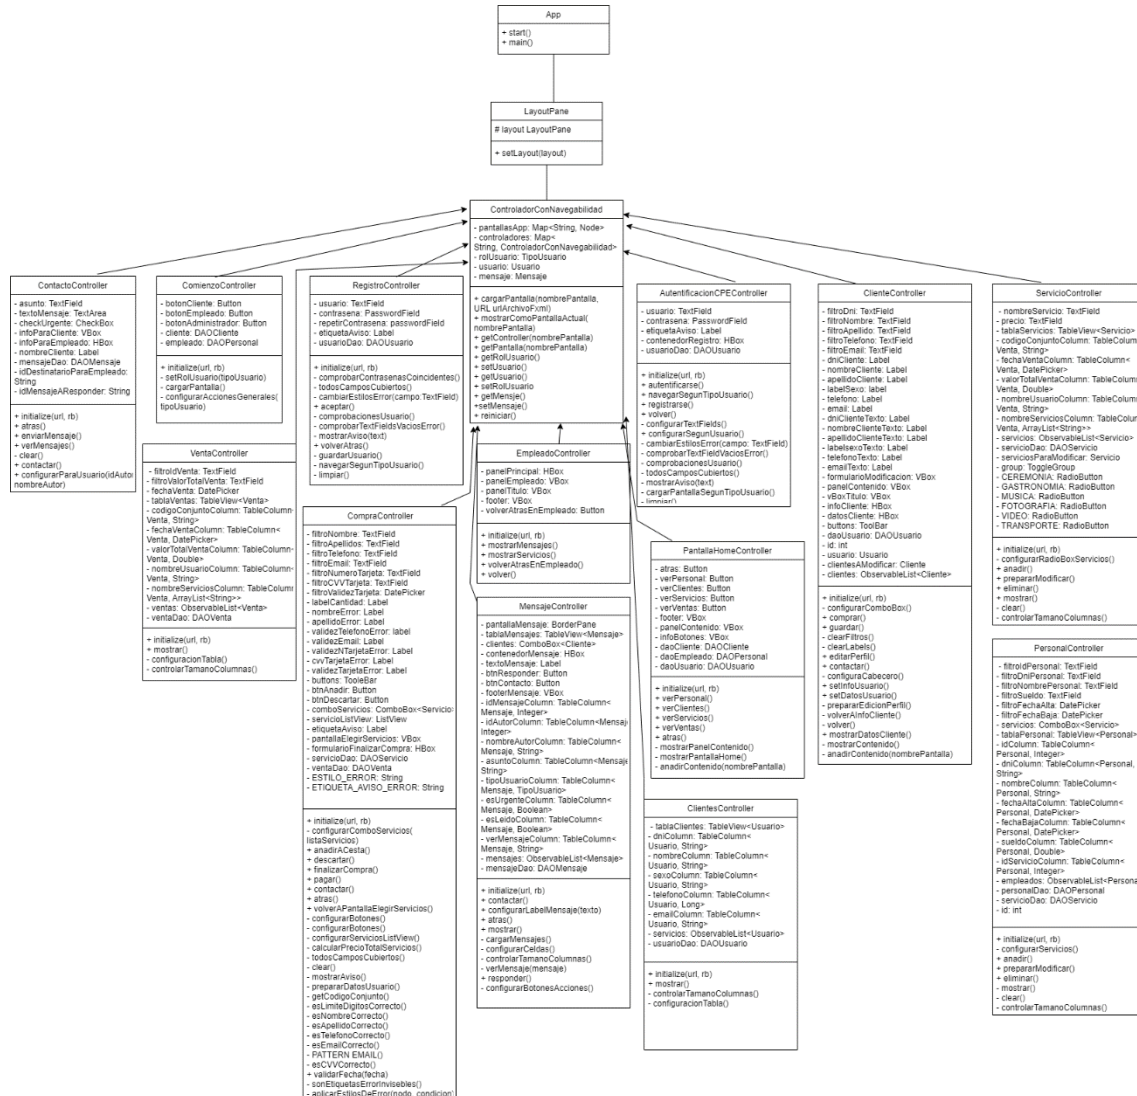 App
+ start()
+ main()
LayoutPane
# layout LayoutPane
+ setLayout(layout)
ControladorConNavegabilidad
- pantallasApp: Map<String, Node>
- controladores: Map<
String, ControladorConNavegabilidad>
- rolUsuario: TipoUsuario
- usuario: Usuario
- mensaje: Mensaje
+ cargarPantalla(nombrePantalla,
URL urlArchivoFxml)
+ mostrarComoPantallaActual(
nombrePantalla)
+ getController(nombrePantalla)
+ getPantalla(nombrePantalla)
+ getRolUsuario()
+ setUsuario()
+ getUsuario()
+ setRolUsuario
+ getMensje()
+setMensaje()
+ reiniciar()
ContactoController
- asunto: TextField
- textoMensaje: TextArea
- checkUrgente: CheckBox
- infoParaCliente: VBox
- infoParaEmpleado: HBox
- nombreCliente: Label
- mensajeDao: DAOMensaje
- idDestinatarioParaEmpleado:
String
- idMensajeAResponder: String
+ initialize(url, rb)
+ atras()
+ enviarMensaje()
+ verMensajes()
- clear()
+ contactar()
+ configurarParaUsuario(idAutor,
nombreAutor)
ComienzoController
- botonCliente: Button
- botonEmpleado: Button
- botonAdministrador: Button
- cliente: DAOCliente
- empleado: DAOPersonal
+ initialize(url, rb)
- setRolUsuario(tipoUsuario)
- cargarPantalla()
- configurarAccionesGenerales(
tipoUsuario)
RegistroController
- usuario: TextField
- contrasena: PasswordField
- repetirContrasena: passwordField
- etiquetaAviso: Label
- usuarioDao: DAOUsuario
+ initialize(url, rb)
- comprobarContrasenasCoincidentes()
- todosCamposCubiertos()
- cambiarEstilosError(campo:TextField)
+ aceptar()
- comprobacionesUsuario()
- comprobarTextFieldsVaciosError()
- mostrarAviso(text)
+ volverAtras()
- guardarUsuario()
- navegarSegunTipoUsuario()
- limpiar()
VentaController
- filtroIdVenta: TextField
- filtroValorTotalVenta: TextField
- fechaVenta: DatePicker
- tablaVentas: TableView<Venta>
- codigoConjuntoColumn: TableColumn<
Venta, String>
- fechaVentaColumn: TableColumn<
Venta, DatePicker>
- valorTotalVentaColumn: TableColumn<
Venta, Double>
- nombreUsuarioColumn: TableColumn<
Venta, String>
- nombreServiciosColumn: TableColumn<
Venta, ArrayList<String>>
- ventas: ObservableList<Venta>
- ventaDao: DAOVenta
+ initialize(url, rb)
+ mostrar()
- configuracionTabla()
- controlarTamanoColumnas()
CompraController
- filtroNombre: TextField
- filtroApellidos: TextField
- filtroTelefono: TextField
- filtroEmail: TextField
- filtroNumeroTarjeta: TextField
- filtroCVVTarjeta: TextField
- filtroValidezTarjeta: DatePicker
- labelCantidad: Label
- nombreError: Label
- apellidoError: Label
- validezTelefonoError: label
- validezEmail: Label
- validezNTarjetaError: Label
- cvvTarjetaError: Label
- validezTarjetaError: Label
- buttons: TooleBar
- btnAnadir: Button
- btnDescartar: Button
- comboServicios: ComboBox<Servicio>
- servicioListView: ListView
- etiquetaAviso: Label
- pantallaElegirServicios: VBox
- formularioFinalizarCompra: HBox
- servicioDao: DAOServicio
- ventaDao: DAOVenta
- ESTILO_ERROR: String
- ETIQUETA_AVISO_ERROR: String
+ initialize(url, rb)
- configurarComboServicios(
listaServicios)
+ anadirACesta()
+ descartar()
+ finalizarCompra()
+ pagar()
+ contactar()
+ atras()
+ volverAPantallaElegirServicios()
- configurarBotones()
- configurarBotones()
- configurarServiciosListView()
- calcularPrecioTotalServicios()
- todosCamposCubiertos()
- clear()
- mostrarAviso()
- prepararDatosUsuario()
- getCodigoConjunto()
- esLimiteDigitosCorrecto()
- esNombreCorrecto()
- esApellidoCorrecto()
- esTelefonoCorrecto()
- esEmailCorrecto()
- PATTERN EMAIL()
- esCVVCorrecto()
+ validarFecha(fecha)
- sonEtiquetasErrorInvisebles()
- aplicarEstilosDeError(nodo, condicion)
EmpleadoController
- panelPrincipal: HBox
- panelEmpleado: VBox
- panelTitulo: VBox
- footer: VBox
- volverAtrasEnEmpleado: Button
+ initialize(url, rb)
+ mostrarMensajes()
+ mostrarServicios()
+ volverAtrasEnEmpleado()
+ volver()
MensajeController
- pantallaMensaje: BorderPane
- tablaMensajes: TableView<Mensaje>
- clientes: ComboBox<Cliente>
- contenedorMensaje: HBox
- textoMensaje: Label
- btnResponder: Button
- btnContacto: Button
- footerMensaje: VBox
- idMensajeColumn: TableColumn<
Mensaje, Integer>
- idAutorColumn: TableColumn<Mensaje
Integer>
- nombreAutorColumn: TableColumn<
Mensaje, String>
- asuntoColumn: TableColumn<Mensaje
String>
- tipoUsuarioColumn: TableColumn<
Mensaje, TipoUsuario>
- esUrgenteColumn: TableColumn<
Mensaje, Boolean>
- esLeidoColumn: TableColumn<
Mensaje, Boolean>
- verMensajeColumn: TableColumn<
Mensaje, String>
- mensajes: ObservableList<Mensaje>
- mensajeDao: DAOMensaje
+ initialize(url, rb)
+ contactar()
+ configurarLabelMensaje(texto)
+ atras()
+ mostrar()
- cargarMensajes()
- configurarCeldas()
- controlarTamanoColumnas()
- verMensaje(mensaje)
+ responder()
- configurarBotonesAcciones()
AutentificacionCPEController
- usuario: TextField
- contrasena: PasswordField
- etiquetaAviso: Label
- contenedorRegistro: HBox
- usuarioDao: DAOUsuario
+ initialize(url, rb)
+ autentificarse()
+ navegarSegunTipoUsuario()
+ registrarse()
+ volver()
- configurarTextFields()
+ configurarSegunUsuario()
- cambiarEstilosError(campo: TextField)
- comprobarTextFieldVaciosError()
- comprobacionesUsuario()
- todosCamposCubiertos()
- mostrarAviso(text)
- cargarPantallaSegunTipoUsuario()
- limpiar()
PantallaHomeController
- atras: Button
- verPersonal: Button
- verClientes: Button
- verServicios: Button
- verVentas: Button
- footer: VBox
- panelContenido: VBox
- infoBotones: VBox
- daoCliente: DAOCliente
- daoEmpleado: DAOPersonal
- daoUsuario: DAOUsuario
+ initialize(url, rb)
+ verPersonal()
+ verClientes()
+ verServicios()
+ verVentas()
+ atras()
- mostrarPanelContenido()
- mostrarPantallaHome()
- anadirContenido(nombrePantalla)
ClientesController
- tablaClientes: TableView<Usuario>
- dniColumn: TableColumn<
Usuario, String>
- nombreColumn: TableColumn<
Usuario, String>
- sexoColumn: TableColumn<
Usuario, String>
- telefonoColumn: TableColumn<
Usuario, Long>
- emailColumn: TableColumn<
Usuario, String>
- servicios: ObservableList<Usuario>
- usuarioDao: DAOUsuario
+ initialize(url, rb)
+ mostrar()
- controlarTamanoColumnas()
- configuracionTabla()
ClienteController
- filtroDni: TextField
- filtroNombre: TextField
- filtroApellido: TextField
- filtroTelefono: TextField
- filtroEmail: TextField
- dniCliente: Label
- nombreCliente: Label
- apellidoCliente: Label
- labelSexo: label
- telefono: Label
- email: Label
- dniClienteTexto: Label
- nombreClienteTexto: Label
- apellidoClienteTexto: Label
- labelsexoTexto: Label
- telefonoTexto: Label
- emailTexto: Label
- formularioModificacion: VBox
- panelContenido: VBox
- vBoxTitulo: VBox
- infoCliente: HBox
- datosCliente: HBox
- buttons: ToolBar
- daoUsuario: DAOUsuario
- id: int
- usuario: Usuario
- clientesAModificar: Cliente
- clientes: ObservableList<Cliente>
+ initialize(url, rb)
- configurarComboBox()
+ comprar()
+ guardar()
- clearFiltros()
- clearLabels()
+ editarPerfil()
+ contactar()
- configuraCabecero()
+ setInfoUsuario()
+ setDatosUsuario()
- prepararEdicionPerfil()
- volverAInfoCliente()
- volver()
+ mostrarDatosCliente()
- mostrarContenido()
- anadirContenido(nombrePantalla)
ServicioController
- nombreServicio: TextField
- precio: TextField
- tablaServicios: TableView<Servicio>
- codigoConjuntoColumn: TableColumn<
Venta, String>
- fechaVentaColumn: TableColumn<
Venta, DatePicker>
- valorTotalVentaColumn: TableColumn<
Venta, Double>
- nombreUsuarioColumn: TableColumn<
Venta, String>
- nombreServiciosColumn: TableColumn<
Venta, ArrayList<String>>
- servicios: ObservableList<Servicio>
- servicioDao: DAOServicio
- serviciosParaModificar: Servicio
- group: ToggleGroup
- CEREMONIA: RadioButton
- GASTRONOMIA: RadioButton
- MUSICA: RadioButton
- FOTOGRAFIA: RadioButton
- VIDEO: RadioButton
- TRANSPORTE: RadioButton
+ initialize(url, rb)
- configurarRadioBoxServicios()
+ anadir()
+ prepararModificar()
+ eliminar()
+ mostrar()
- clear()
- controlarTamanoColumnas()
PersonalController
- filtroIdPersonal: TextField
- filtroDniPersonal: TextField
- filtroNombrePersonal: TextField
- filtroSueldo: TextField
- filtroFechaAlta: DatePicker
- filtroFechaBaja: DatePicker
- servicios: ComboBox<Servicio>
- tablaPersonal: TableView<Personal>
- idColumn: TableColumn<
Personal, Integer>
- dniColumn: TableColumn<Personal,
String>
- nombreColumn: TableColumn<
Personal, String>
- fechaAltaColumn: TableColumn<
Personal, DatePicker>
- fechaBajaColumn: TableColumn<
Personal, DatePicker>
- sueldoColumn: TableColumn<
Personal, Double>
- idServicioColumn: TableColumn<
Personal, Integer>
- empleados: ObservableList<Personal
- personalDao: DAOPersonal
- servicioDao: DAOServicio
- id: int
+ initialize(url, rb)
- configurarServicios()
+ anadir()
+ prepararModificar()
+ eliminar()
- mostrar()
- clear()
- controlarTamanoColumnas()